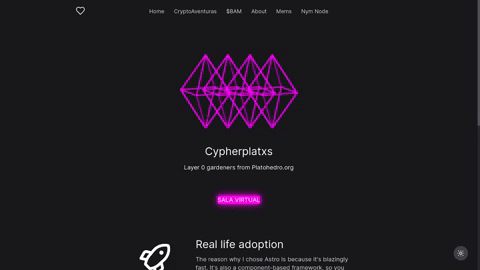 Home CryptoAventuras $BAM About Mems Nym Node
Cypherplatxs
Layer 0 gardeners from Platohedro.org
SALA VIRTUAL
Real life adoption
The reason why I chose Astro Is because It's blazingly
fast. It's also a component-based framework, so you